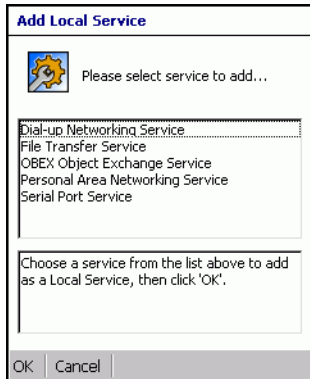 Add Local Service
Please select service to add...
Dial-up Networking Service
File Transfer Service
OBEX Object Exchange Service
Personal Area Networking Service
Serial Port Service
Choose a service from the list above to add
as a Local Service, then click 'OK'.
OK Cancel